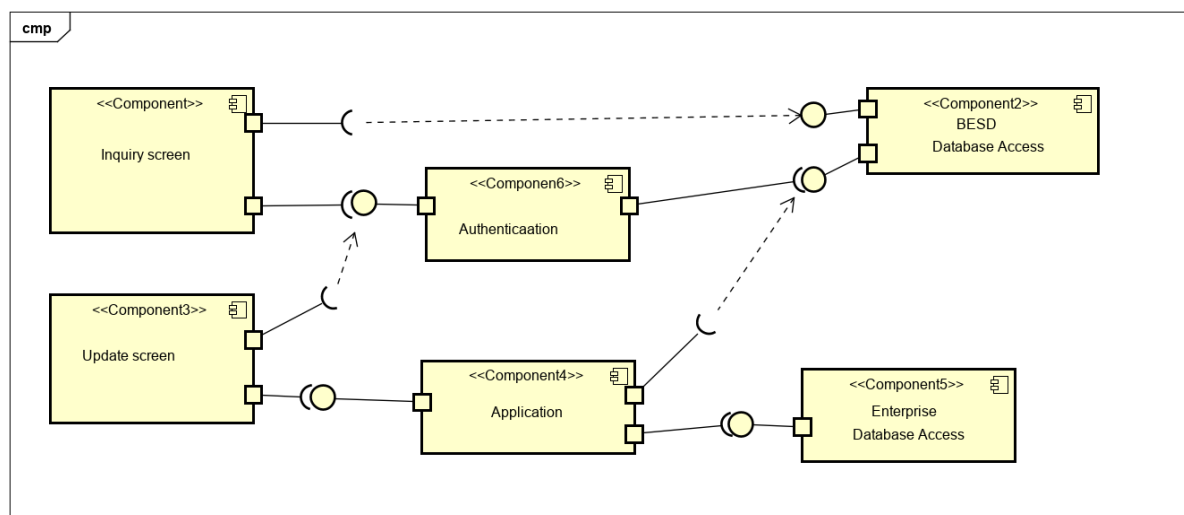 cmp
<<Component>>
Inquiry screen
<<Component2>>
BESD
Database Access
<<Componen6>>
Authenticaation
<<Component3>>
Update screen
<<Component4>>
Application
<<Component5>>
Enterprise
Database Access